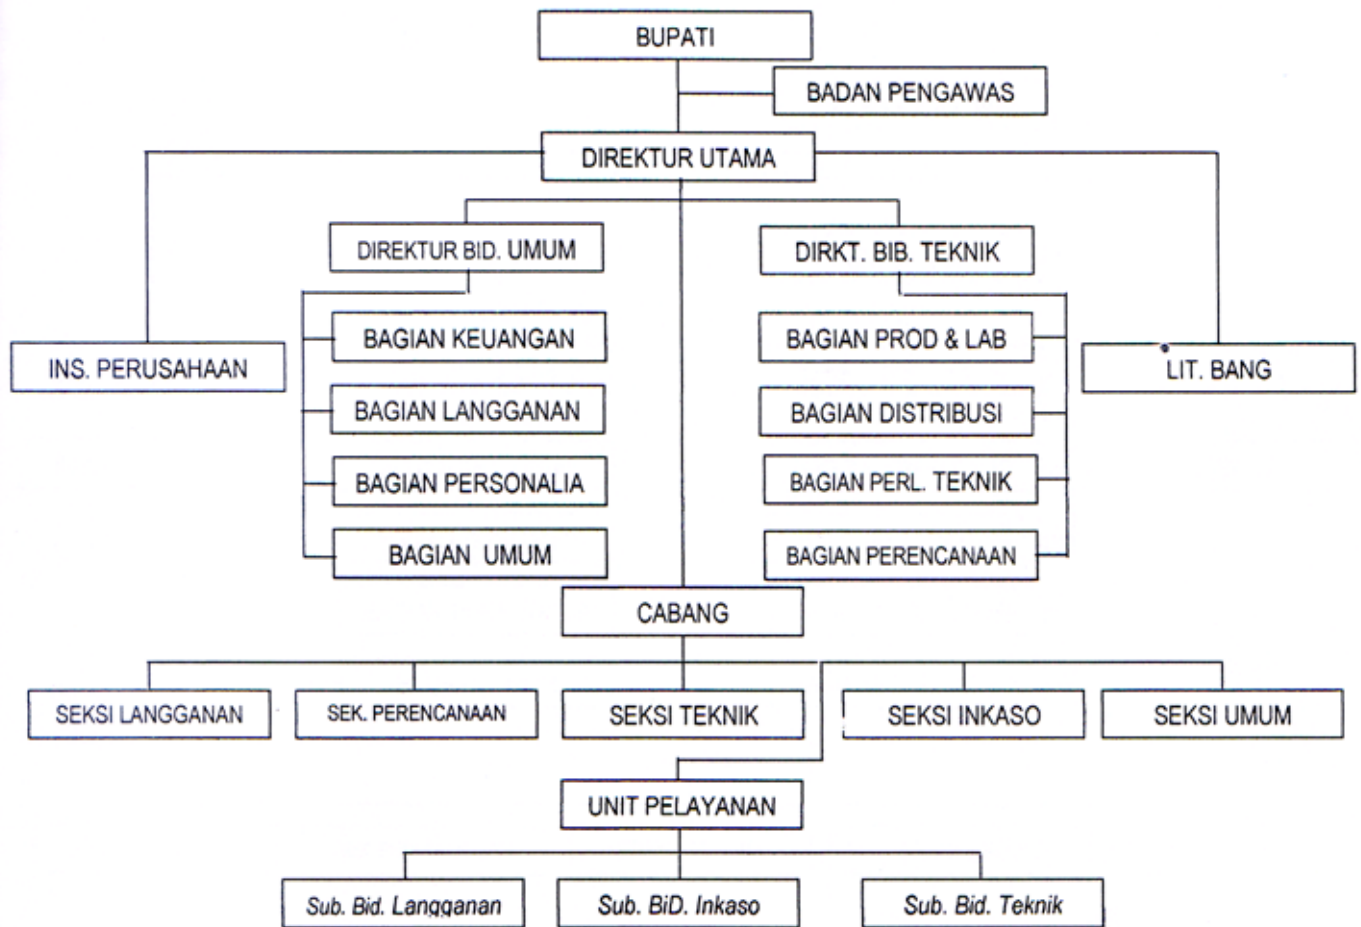 BUPATI
BADAN PENGAWAS
DIREKTUR UTAMA
DIREKTUR BID. UMUM
DIRKT. BIB. TEKNIK
BAGIAN KEUANGAN
BAGIAN PROD & LAB
INS. PERUSAHAAN
LIT. BANG
BAGIAN LANGGANAN
BAGIAN DISTRIBUSI
BAGIAN PERSONALIA
BAGIAN PERL. TEKNIK
BAGIAN UMUM
BAGIAN PERENCANAAN
CABANG
SEKSI LANGGANAN
SEK. PERENCANAAN
SEKSI TEKNIK
SEKSI INKASO
SEKSI UMUM
UNIT PELAYANAN
Sub. Bid. Langganan
Sub. BiD. Inkaso
Sub. Bid. Teknik